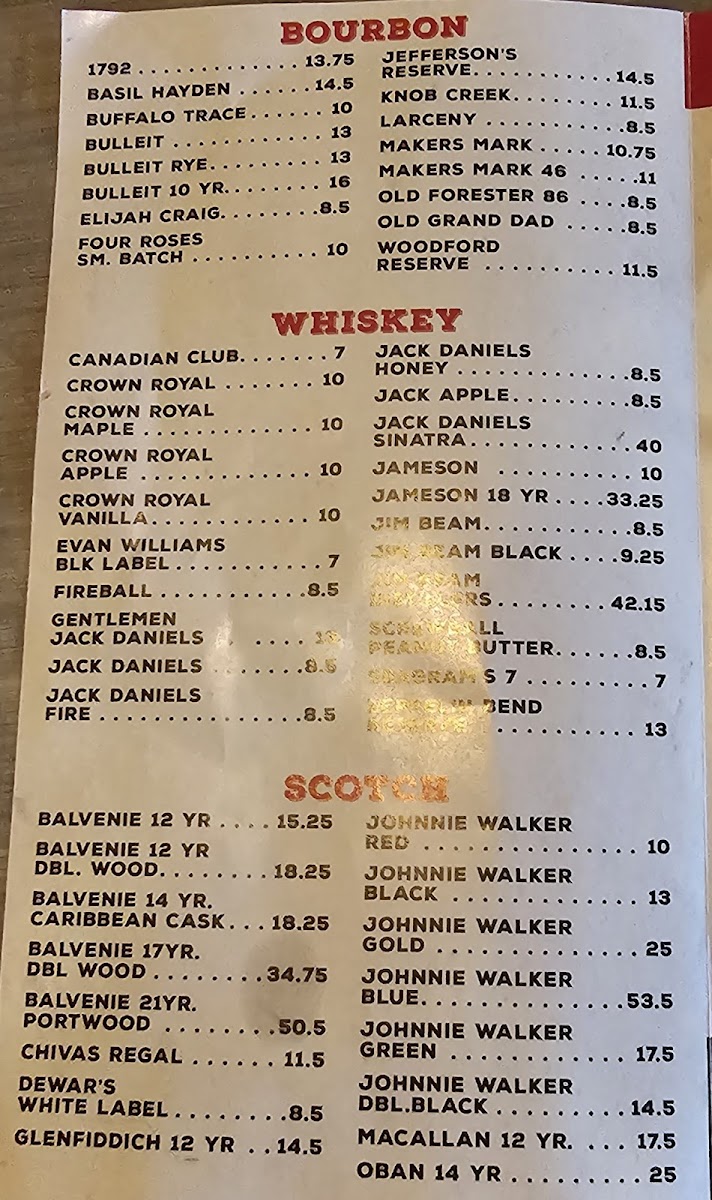 BOURBON
1792 . . . . . . . . . . . . . 13.75
BASIL HAYDEN . . . . . . 14.5
BUFFALO TRACE . . . . . . 10
BULLEIT . . . . . . . . . . . . 13
BULLEIT RYE. . . . . . . . . 13
BULLEIT 10 YR. . . . . . . . 16
ELIJAH CRAIG. . . . . . . .8.5
FOUR ROSES
SM. BATCH . . . . . . . . . . 10
JEFFERSON'S
RESERVE. . . . . . . . . . 14.5
KNOB CREEK. . . . . . . . 11.5
LARCENY . . . . . . . . . .8.5
MAKERS MARK . . . . . 10.75
MAKERS MARK 46 . . . . .11
OLD FORESTER 86 . . . .8.5
OLD GRAND DAD . . . . .8.5
WOODFORD
RESERVE . . . . . . . . . . 11.5
WHISKEY
CANADIAN CLUB. . . . . . . 7
CROWN ROYAL . . . . . . . 10
CROWN ROYAL
MAPLE . . . . . . . . . . . . . 10
CROWN ROYAL
APPLE . . . . . . . . . . . . . 10
CROWN ROYAL
VANILLA. . . . . . . . . . . . 10
EVAN WILLIAMS
BLK LABEL . . . . . . . . . . . 7
FIREBALL . . . . . . . . . . .8.5
GENTLEMEN
JACK DANIELS . . . . .
JACK DANIELS . . . . . . . 8.5
JACK DANIELS
FIRE . . . . . . . . . . . . . . .8.5
JACK DANIELS
HONEY . . . . . . . . . . . . .8.5
JACK APPLE. . . . . . . . .8.5
JACK DANIELS
SINATRA. . . . . . . . . . . . 40
JAMESON . . . . . . . . . . 10
JAMESON 18 YR . . . .33.25
JIM BEAM. . . . . . . . . . .8.5
JIM BEAM BLACK . . . .9.25
. . . . . . . . 42.15
PEANUT BUTTER. . . . . .8.5
SEAGRAM'S 7 . . . . . . . . . 7
BEND
. . . . . . . . . . 13
SCOTCH
BALVENIE 12 YR . . . . 15.25
BALVENIE 12 YR
DBL. WOOD. . . . . . . . 18.25
BALVENIE 14 YR.
CARIBBEAN CASK. . . 18.25
BALVENIE 17YR.
DBL WOOD . . . . . . . .34.75
BALVENIE 21YR.
PORTWOOD . . . . . . . .50.5
CHIVAS REGAL . . . . . . 11.5
DEWAR'S
WHITE LABEL. . . . . . . .8.5
GLENFIDDICH 12 YR . . 14.5
JOHNNIE WALKER
RED . . . . . . . . . . . . . . . 10
JOHNNIE WALKER
BLACK . . . . . . . . . . . . . 13
JOHNNIE WALKER
GOLD . . . . . . . . . . . . . . 25
JOHNNIE WALKER
BLUE. . . . . . . . . . . . . .53.5
JOHNNIE WALKER
GREEN . . . . . . . . . . . . 17.5
JOHNNIE WALKER
DBL.BLACK . . . . . . . . . 14.5
MACALLAN 12 YR. . . . 17.5
OBAN 14 YR . . . . . . . . . 25